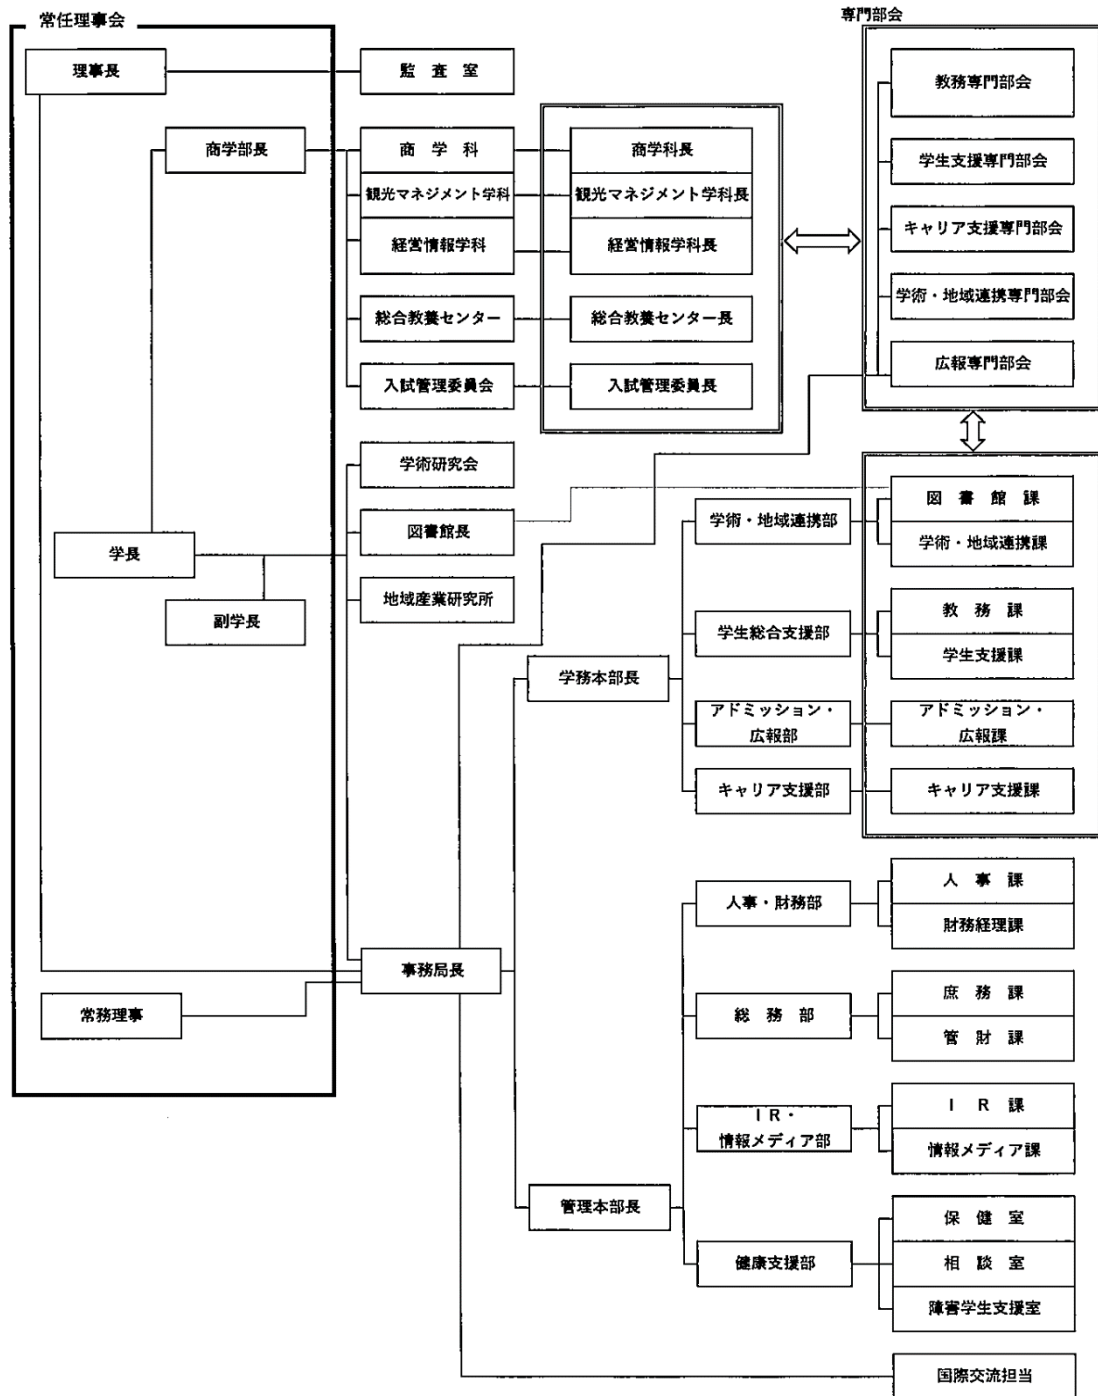 常任理事会
専門部会
理事長
監　査　室
教務専門部会
商学部長
商　学　科
商学科長
学生支援専門部会
観光マネジメント学科
観光マネジメント学科長
キャリア支援専門部会
経営情報学科
経営情報学科長
学術・地域連携専門部会
総合教養センター
総合教養センター長
広報専門部会
入試管理委員会
入試管理委員長
学術研究会
図　書　館　課
図書館長
学術・地域連携部
学術・地域連携課
学長
地域産業研究所
教　務　課
副学長
学生総合支援部
学生支援課
学務本部長
アドミッション・
広報部
アドミッション・
広報課
キャリア支援部
キャリア支援課
人　事　課
人事・財務部
財務経理課
事務局長
常務理事
庶　務　課
総　務　部
管　財　課
I　R　課
I R・
情報メディア部
情報メディア課
管理本部長
保　健　室
健康支援部
相　談　室
障害学生支援室
国際交流担当